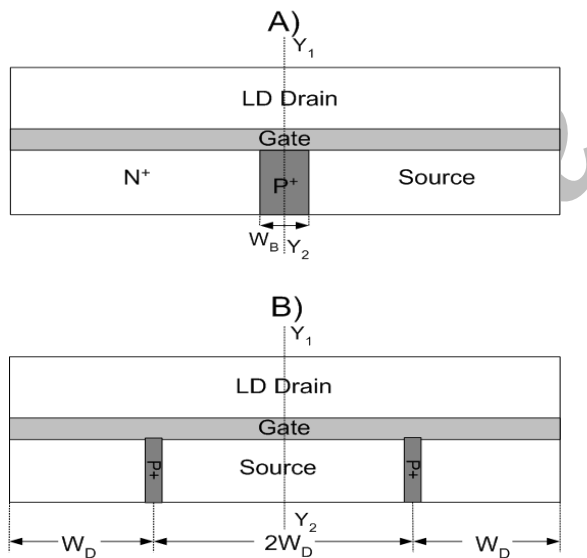 A)
Y1
LD Drain
Gate
N+ P+ Source
WB Y2
B)
Y1
LD Drain
Gate
P+ Source P+
Y2
WD 2WD WD